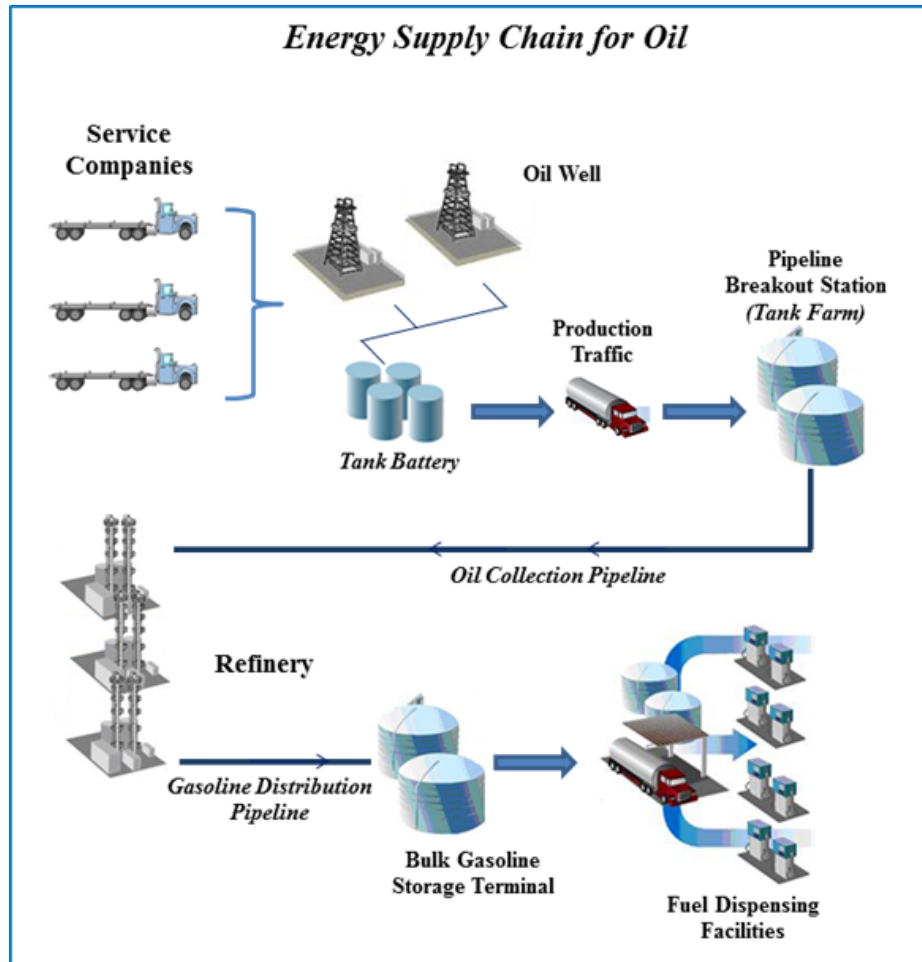 Energy Supply Chain for Oil
Service
Companies
Oil Well
Pipeline
Breakout Station
(Tank Farm)
Production
Traffic
Tank Battery
Oil Collection Pipeline
Refinery
Gasoline Distribution
Pipeline
Bulk Gasoline
Storage Terminal
Fuel Dispensing
Facilities